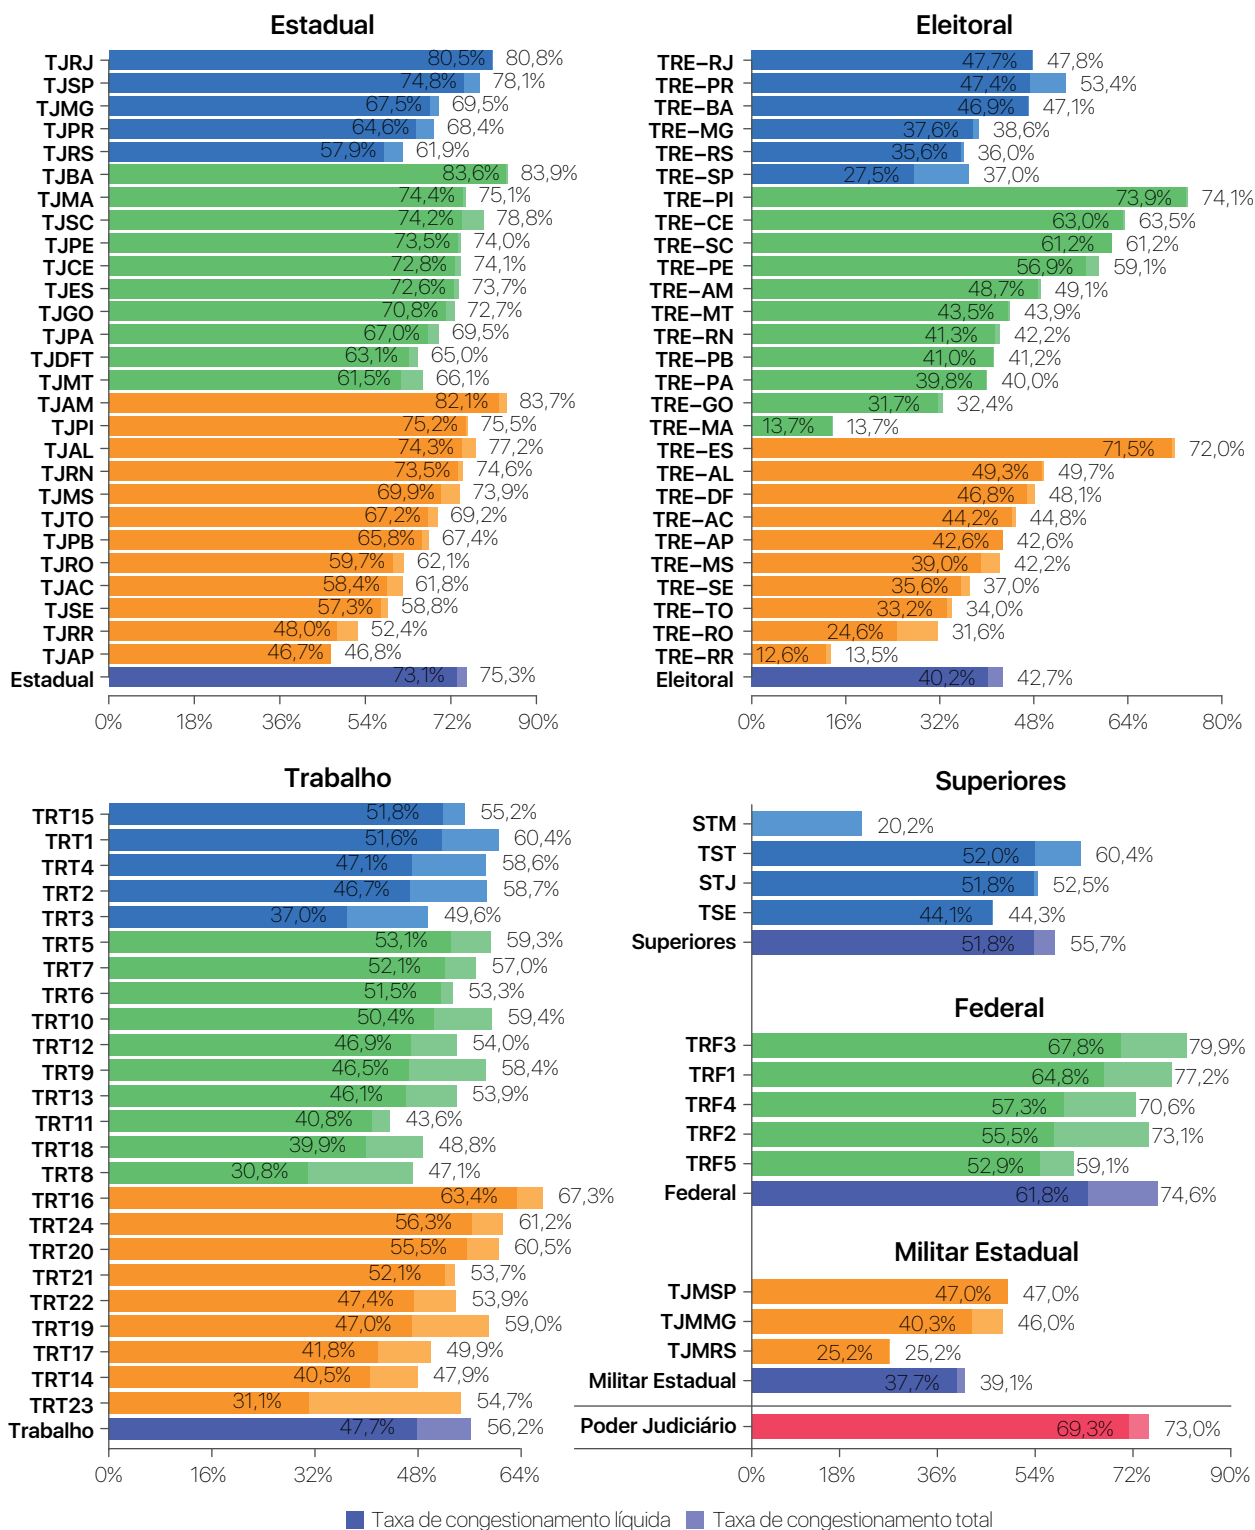 Estadual
TJRJ 80,5% 80,8%
TJSP 74,8% 78,1%
TJMG 67,5% 69,5%
TJPR 64,6% 68,4%
TJRS 57,9% 61,9%
TJBA 83,6% 83,9%
TJMA 74,4% 75,1%
TJSC 74,2% 78,8%
TJPE 73,5% 74,0%
TJCE 72,8% 74,1%
TJES 72,6% 73,7%
TJGO 70,8% 72,7%
TJPA 67,0% 69,5%
TJDFT 63,1% 65,0%
TJMT 61,5% 66,1%
TJAM 82,1% 83,7%
TJPI 75,2% 75,5%
TJAL 74,3% 77,2%
TJRN 73,5% 74,6%
TJMS 69,9% 73,9%
TJTO 67,2% 69,2%
TJPB 65,8% 67,4%
TJRO 59,7% 62,1%
TJAC 58,4% 61,8%
TJSE 57,3% 58,8%
TJRR 48,0% 52,4%
TJAP 46,7% 46,8%
Estadual 73,1% 75,3%
0% 18% 36% 54% 72% 90%
Eleitoral
TRE–RJ 47,7% 47,8%
TRE–PR 47,4% 53,4%
TRE–BA 46,9% 47,1%
TRE–MG 37,6% 38,6%
TRE–RS 35,6% 36,0%
TRE–SP 27,5% 37,0%
TRE–PI 73,9% 74,1%
TRE–CE 63,0% 63,5%
TRE–SC 61,2% 61,2%
TRE–PE 56,9% 59,1%
TRE–AM 48,7% 49,1%
TRE–MT 43,5% 43,9%
TRE–RN 41,3% 42,2%
TRE–PB 41,0% 41,2%
TRE–PA 39,8% 40,0%
TRE–GO 31,7% 32,4%
TRE–MA 13,7% 13,7%
TRE–ES 71,5% 72,0%
TRE–AL 49,3% 49,7%
TRE–DF 46,8% 48,1%
TRE–AC 44,2% 44,8%
TRE–AP 42,6% 42,6%
TRE–MS 39,0% 42,2%
TRE–SE 35,6% 37,0%
TRE–TO 33,2% 34,0%
TRE–RO 24,6% 31,6%
TRE–RR 12,6% 13,5%
Eleitoral 40,2% 42,7%
0% 16% 32% 48% 64% 80%
Trabalho
TRT15 51,8% 55,2%
TRT1 51,6% 60,4%
TRT4 47,1% 58,6%
TRT2 46,7% 58,7%
TRT3 37,0% 49,6%
TRT5 53,1% 59,3%
TRT7 52,1% 57,0%
TRT6 51,5% 53,3%
TRT10 50,4% 59,4%
TRT12 46,9% 54,0%
TRT9 46,5% 58,4%
TRT13 46,1% 53,9%
TRT11 40,8% 43,6%
TRT18 39,9% 48,8%
TRT8 30,8% 47,1%
TRT16 63,4% 67,3%
TRT24 56,3% 61,2%
TRT20 55,5% 60,5%
TRT21 52,1% 53,7%
TRT22 47,4% 53,9%
TRT19 47,0% 59,0%
TRT17 41,8% 49,9%
TRT14 40,5% 47,9%
TRT23 31,1% 54,7%
Trabalho 47,7% 56,2%
0% 16% 32% 48% 64%
Superiores
STM 20,2%
TST 52,0% 60,4%
STJ 51,8% 52,5%
TSE 44,1% 44,3%
Superiores 51,8% 55,7%
Federal
TRF3 67,8% 79,9%
TRF1 64,8% 77,2%
TRF4 57,3% 70,6%
TRF2 55,5% 73,1%
TRF5 52,9% 59,1%
Federal 61,8% 74,6%
Militar Estadual
TJMSP 47,0% 47,0%
TJMMG 40,3% 46,0%
TJMRS 25,2% 25,2%
Militar Estadual 37,7% 39,1%
Poder Judiciário 69,3% 73,0%
0% 18% 36% 54% 72% 90%
Taxa de congestionamento líquida Taxa de congestionamento total